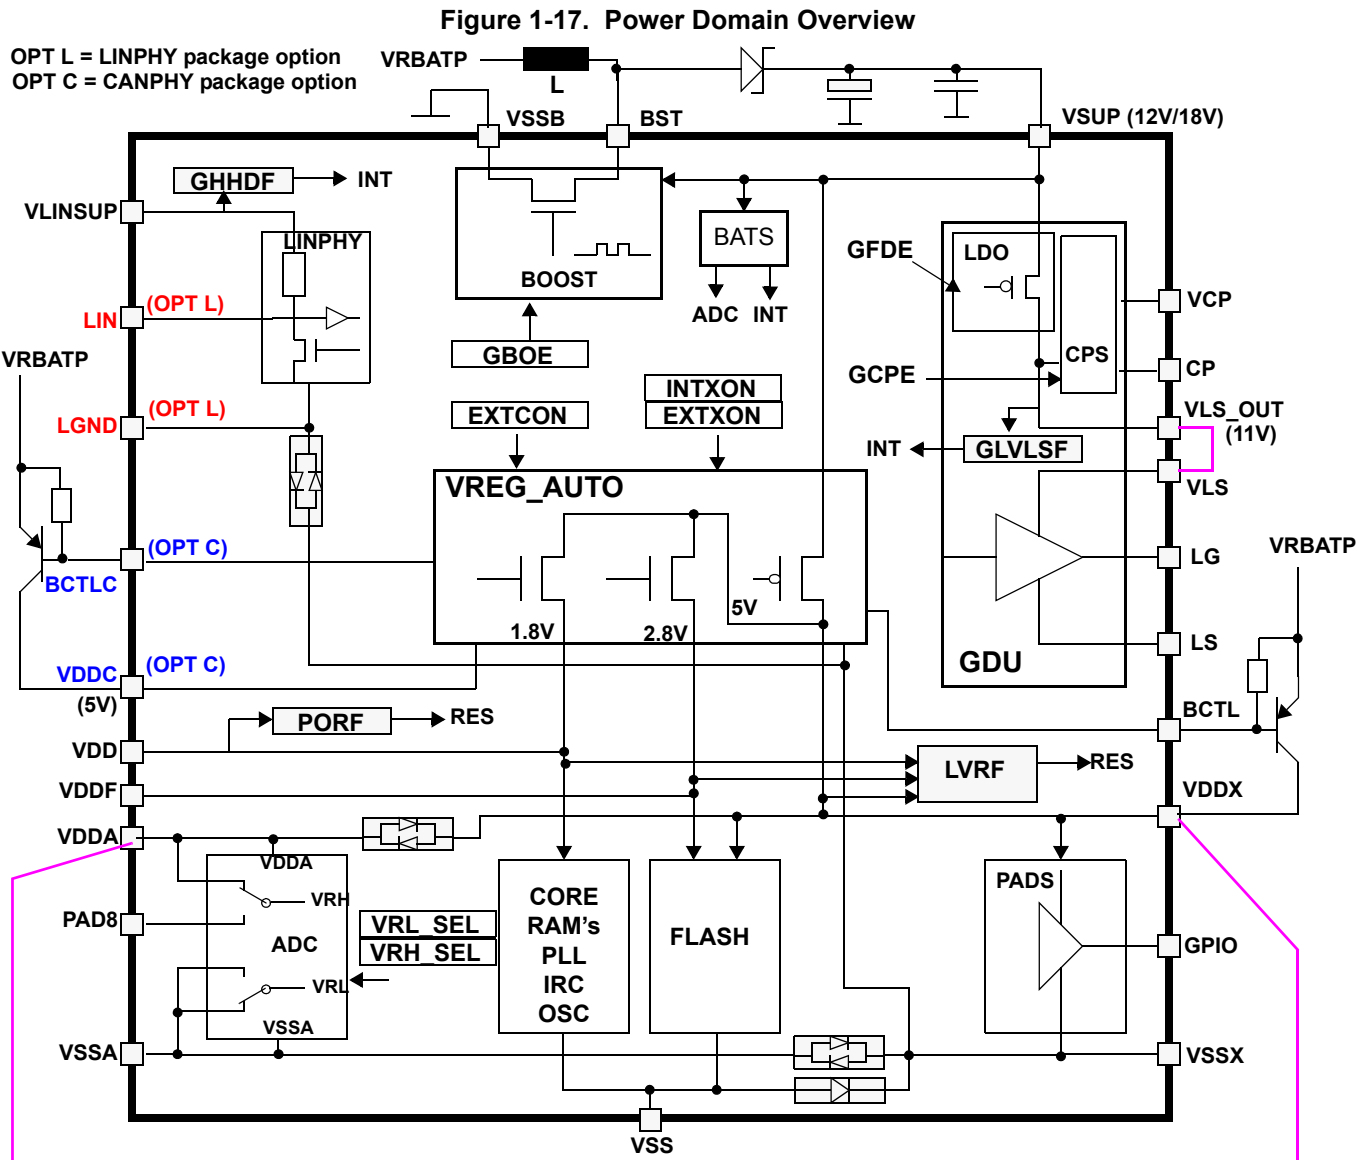 Figure 1-17. Power Domain Overview
OPT L = LINPHY package option
OPT C = CANPHY package option
VRBATP
L
VSSB
BST
VSUP (12V/18V)
GHHDF
INT
VLINSUP
LINPHY
BOOST
BATS
ADC
INT
GFDE
LDO
CPS
VCP
LIN
(OPT L)
VRBATP
GBOE
GCPE
CP
INTXON
EXTCON
EXTXON
LGND
(OPT L)
VLS_OUT
(11V)
INT
GLVLSF
VREG_AUTO
VLS
BCTLC
(OPT C)
LG
VRBATP
1.8V
2.8V
5V
LS
GDU
VDDC
(5V)
(OPT C)
PORF
RES
BCTL
VDD
LVRF
RES
VDDX
VDDF
VDDA
VDDA
VRH
PAD8
ADC
VRL
VSSA
VRL_SEL
VRH_SEL
CORE
RAM's
PLL
IRC
OSC
FLASH
PADS
GPIO
VSSA
VSSX
VSS